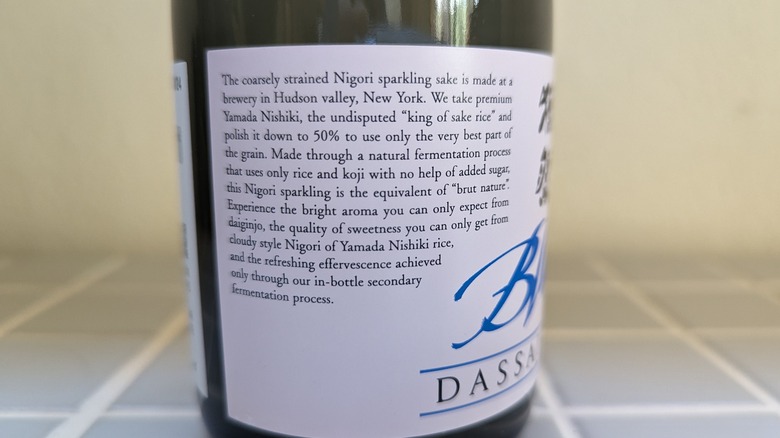 The coarsely strained Nigori sparkling sake is made at a
brewery in Hudson valley, New York. We take premium
Yamada Nishiki, the undisputed “king of sake rice” and
polish it down to 50% to use only the very best part of
the grain. Made through a natural fermentation process
that uses only rice and koji with no help of added sugar,
this Nigori sparkling is the equivalent of “brut nature”.
Experience the bright aroma you can only expect from
daiginjo, the quality of sweetness you can only get from
cloudy style Nigori of Yamada Nishiki rice,
and the refreshing effervescence achieved
only through our in-bottle secondary
fermentation process.